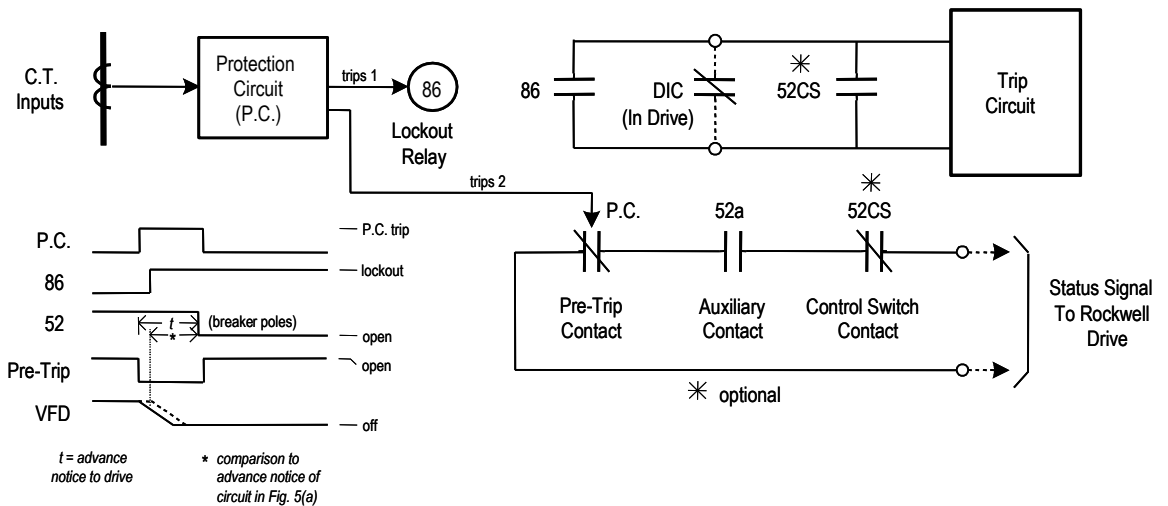 C.T.
Inputs
Protection
Circuit
(P.C.)
trips 1
86
Lockout
Relay
trips 2
86
DIC
(In Drive)
52CS
Trip
Circuit
P.C.
52a
52CS
Pre-Trip
Contact
Auxiliary
Contact
Control Switch
Contact
Status Signal
To Rockwell
Drive
* optional
P.C.
P.C. trip
86
lockout
52
t
(breaker poles)
*
open
Pre-Trip
open
VFD
off
t = advance
notice to drive
* comparison to
advance notice of
circuit in Fig. 5(a)